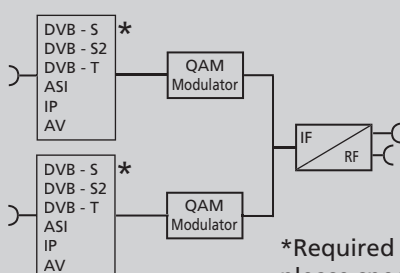 DVB - S *
DVB - S2
DVB - T
ASI
IP
AV
QAM
Modulator
IF
RF
DVB - S *
DVB - S2
DVB - T
ASI
IP
AV
QAM
Modulator
*Required